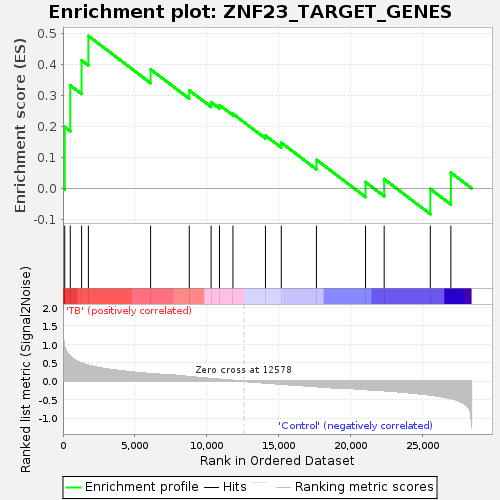 Enrichment plot: ZNF23_TARGET_GENES
Enrichment score (ES)
0.5
0.4
0.3
0.2
0.1
0.0
-0.1
'TB' (positively correlated)
Ranked list metric (Signal2Noise)
2.0
1.5
1.0
0.5
0.0
-0.5
-1.0
Zero cross at 12578
'Control' (negatively correlated)
0 5,000 10,000 15,000 20,000 25,000
Rank in Ordered Dataset
Enrichment profile Hits Ranking metric scores